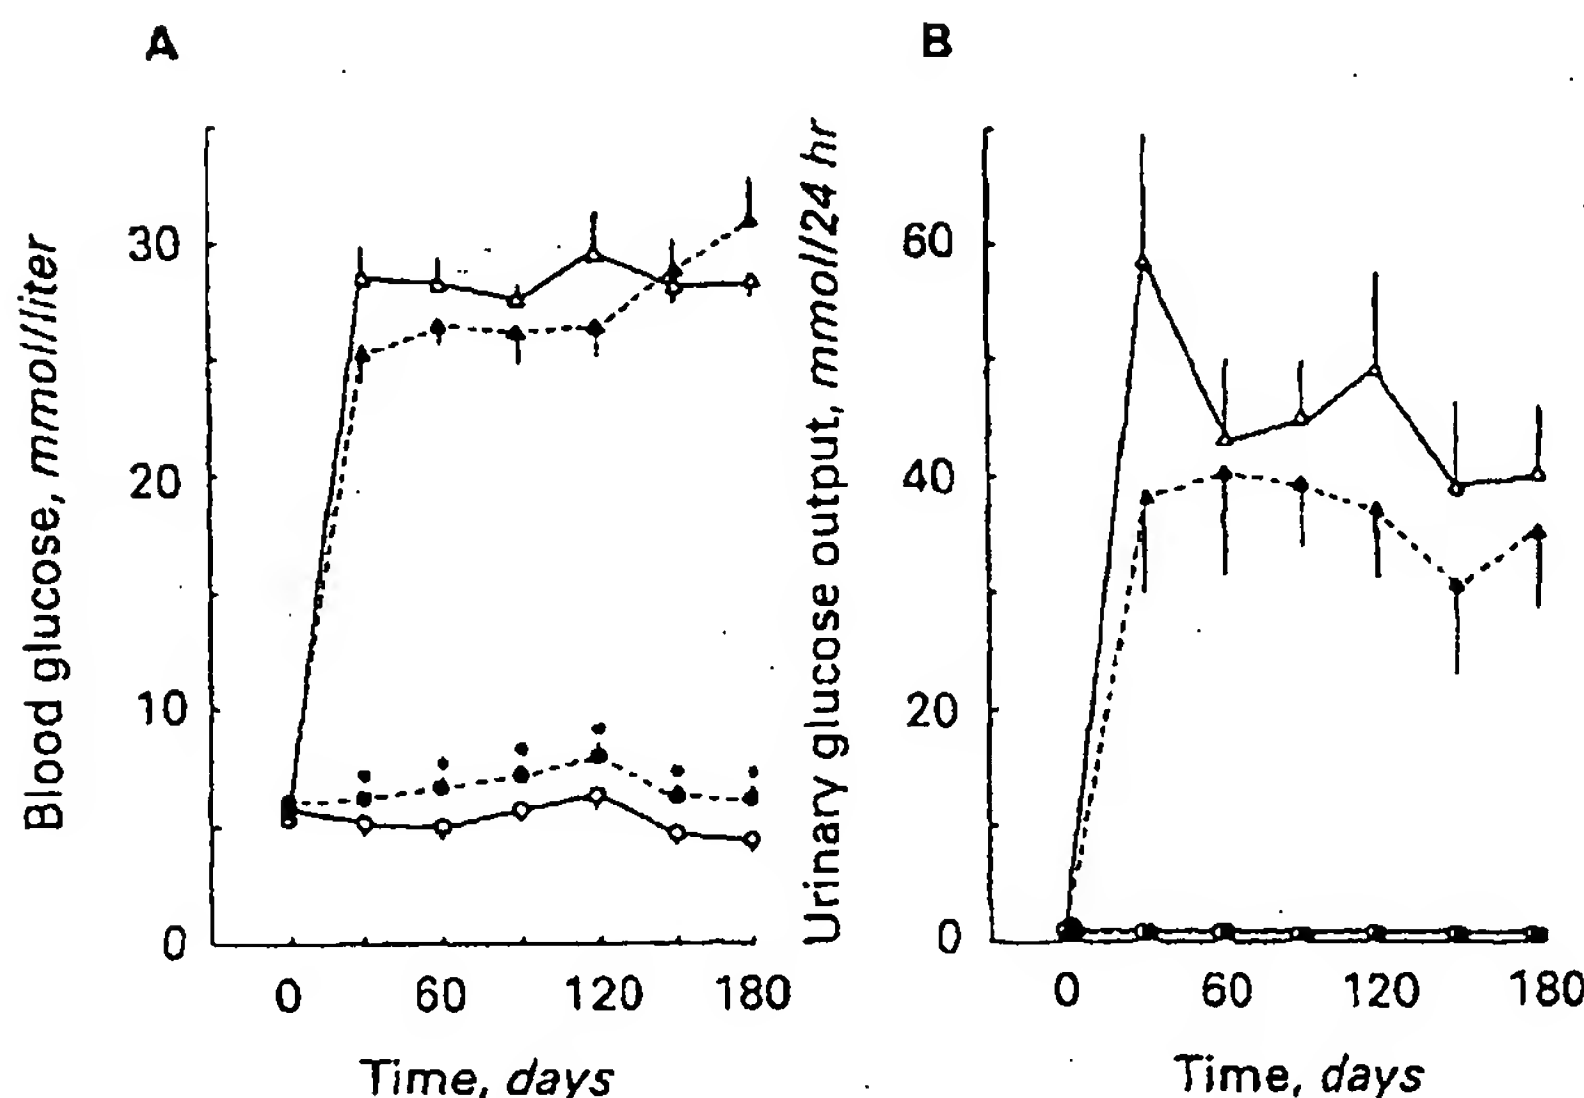 A
Blood glucose, mmol/liter
30
20
10
0
0 60 120 180
Time, days
B
Urinary glucose output, mmol/24 hr
60
40
20
0
0 60 120 180
Time, days